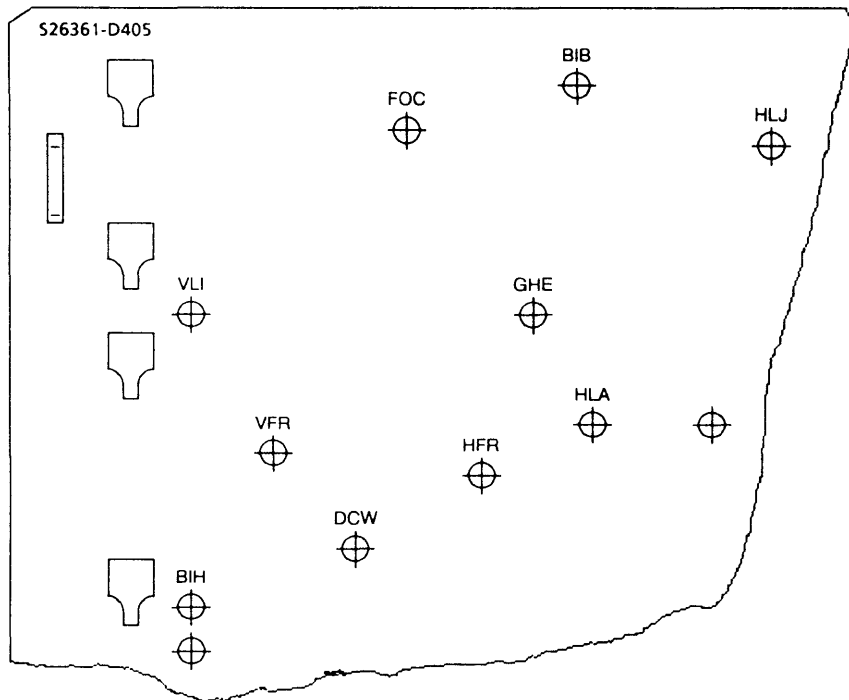 S26361-D405
BIB
FOC
HLJ
VLI
GHE
HLA
VFR
HFR
DCW
BIH